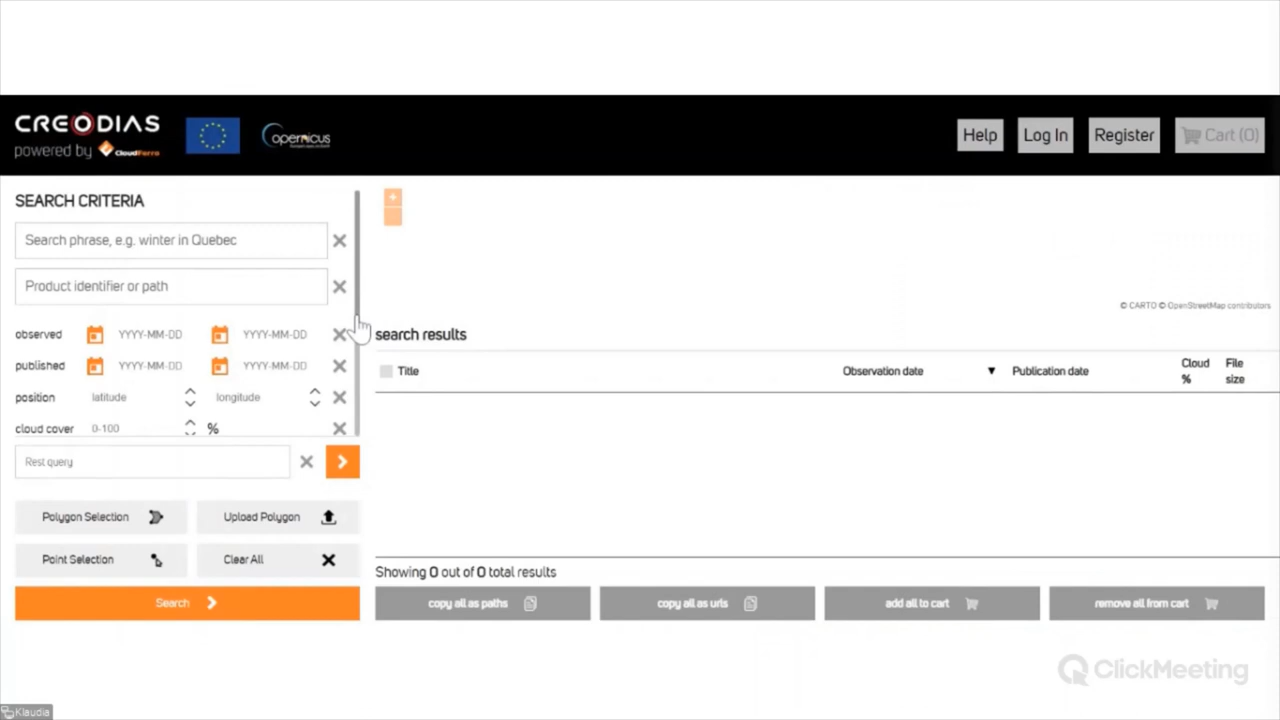 CREODIAS
powered by CloudFerro
Copernicus
Help
Log In
Register
Cart (0)
SEARCH CRITERIA
Search phrase, e.g. winter in Quebec
Product identifier or path
observed YYYY-MM-DD YYYY-MM-DD
published YYYY-MM-DD YYYY-MM-DD
position latitude longitude
cloud cover 0-100 %
Rest query
Polygon Selection
Upload Polygon
Point Selection
Clear All
Search
© CARTO © OpenStreetMap contributors
search results
Title
Observation date
Publication date
Cloud
%
File
size
Showing 0 out of 0 total results
copy all as paths
copy all as urls
add all to cart
remove all from cart
ClickMeeting
Klaudia